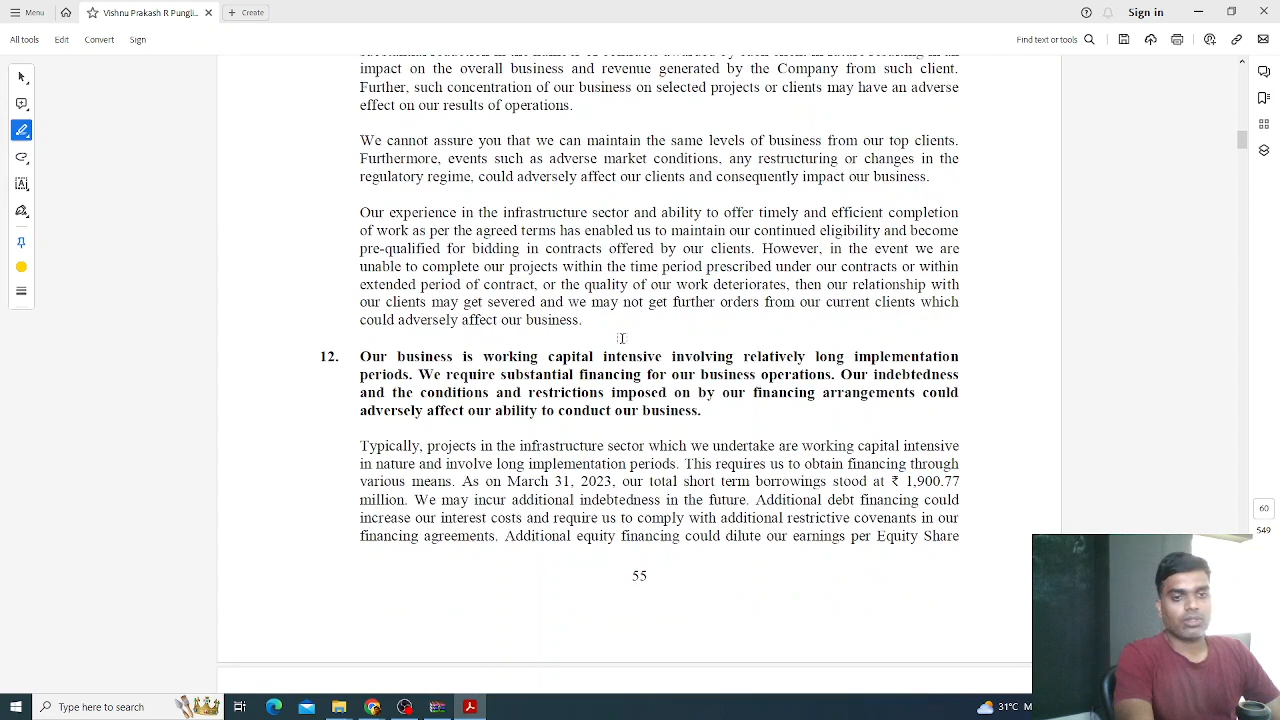 Menu
Vishnu Prakash R Pungli...
Create
Sign in
All tools
Edit
Convert
Sign
Find text or tools
impact on the overall business and revenue generated by the Company from such client.
Further, such concentration of our business on selected projects or clients may have an adverse
effect on our results of operations.
We cannot assure you that we can maintain the same levels of business from our top clients.
Furthermore, events such as adverse market conditions, any restructuring or changes in the
regulatory regime, could adversely affect our clients and consequently impact our business.
Our experience in the infrastructure sector and ability to offer timely and efficient completion
of work as per the agreed terms has enabled us to maintain our continued eligibility and become
pre-qualified for bidding in contracts offered by our clients. However, in the event we are
unable to complete our projects within the time period prescribed under our contracts or within
extended period of contract, or the quality of our work deteriorates, then our relationship with
our clients may get severed and we may not get further orders from our current clients which
could adversely affect our business.
12. Our business is working capital intensive involving relatively long implementation
periods. We require substantial financing for our business operations. Our indebtedness
and the conditions and restrictions imposed on by our financing arrangements could
adversely affect our ability to conduct our business.
Typically, projects in the infrastructure sector which we undertake are working capital intensive
in nature and involve long implementation periods. This requires us to obtain financing through
various means. As on March 31, 2023, our total short term borrowings stood at ₹ 1,900.77
million. We may incur additional indebtedness in the future. Additional debt financing could
increase our interest costs and require us to comply with additional restrictive covenants in our
financing agreements. Additional equity financing could dilute our earnings per Equity Share
55
60
549
Type here to search
31°C M